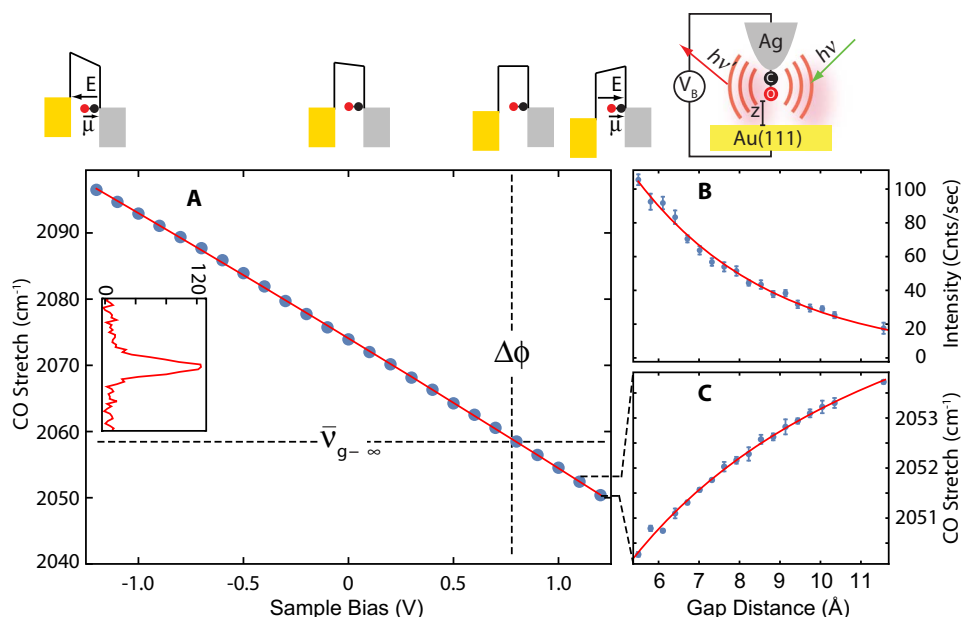 E
μ
E
μ
hν'
Ag
hν
V_B
C
O
z
Au(111)
A
CO Stretch (cm⁻¹)
2090
2080
2070
2060
2050
2040
0
120
Δϕ
ν̄_g-∞
-1.0
-0.5
0
0.5
1.0
Sample Bias (V)
B
100
80
60
40
20
0
Intensity (Cnts/sec)
C
2053
2052
2051
CO Stretch (cm⁻¹)
6
7
8
9
10
11
Gap Distance (Å)